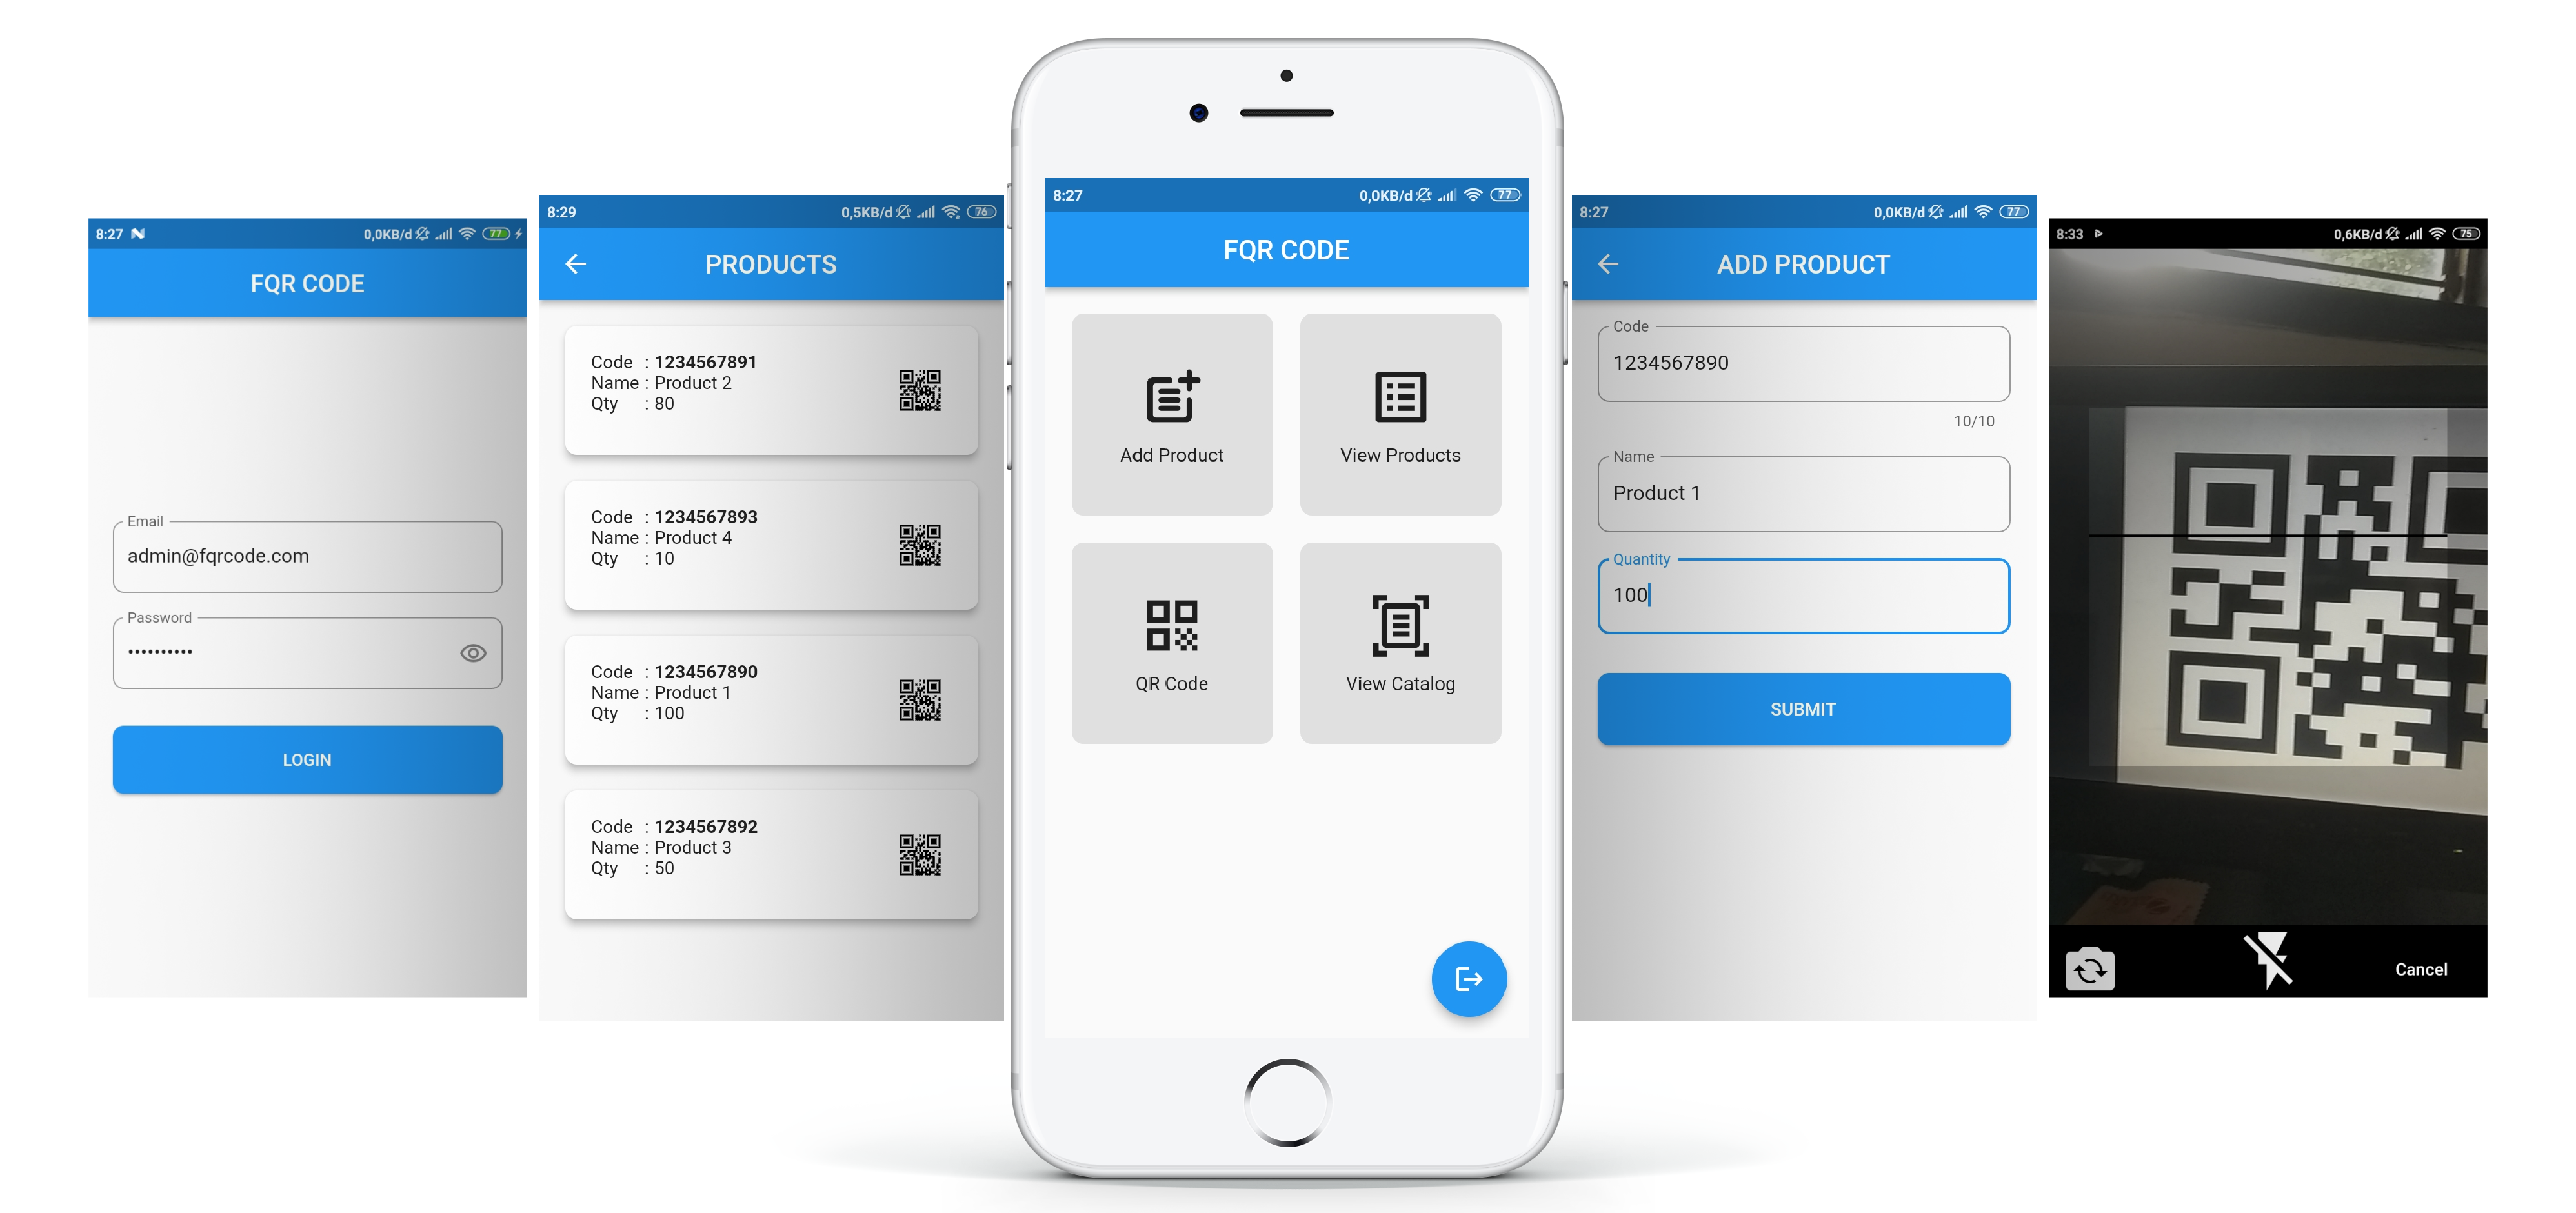 8:27
0,0KB/d
77
FQR CODE
Email
admin@fqrcode.com
Password
••••••••••
LOGIN
8:29
0,5KB/d
76
PRODUCTS
Code : 1234567891
Name : Product 2
Qty : 80
Code : 1234567893
Name : Product 4
Qty : 10
Code : 1234567890
Name : Product 1
Qty : 100
Code : 1234567892
Name : Product 3
Qty : 50
8:27
0,0KB/d
77
FQR CODE
Add Product
View Products
QR Code
View Catalog
8:27
0,0KB/d
77
ADD PRODUCT
Code
1234567890
10/10
Name
Product 1
Quantity
100
SUBMIT
8:33
0,6KB/d
75
Cancel